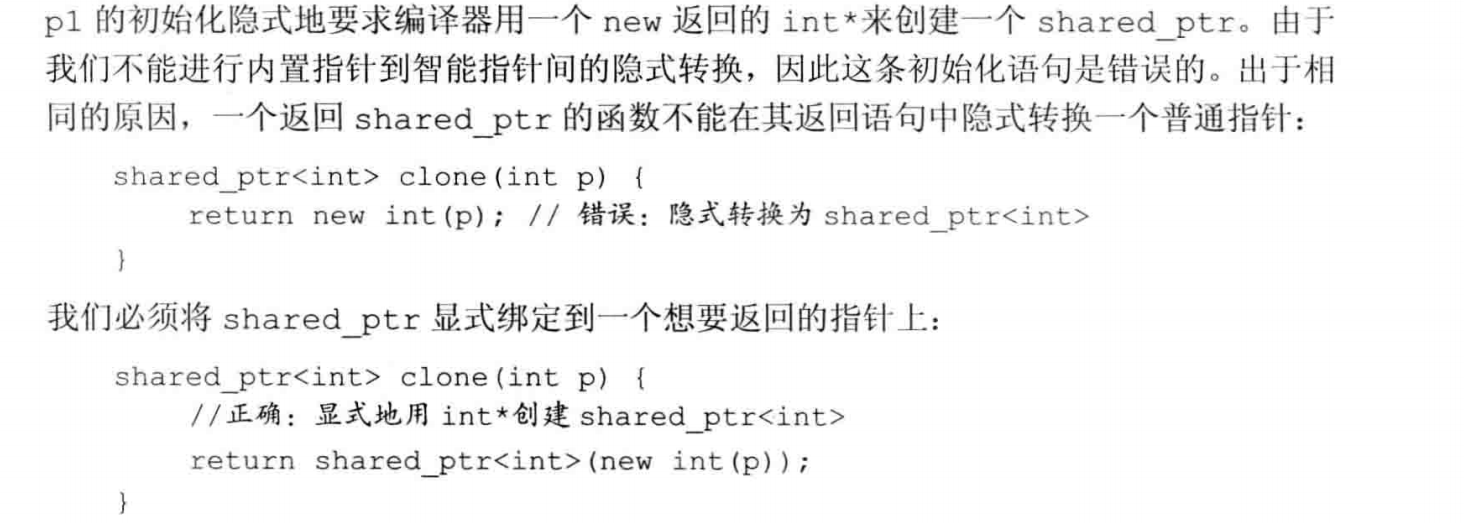 p1 的初始化隐式地要求编译器用一个 new 返回的 int*来创建一个 shared_ptr。由于
我们不能进行内置指针到智能指针间的隐式转换，因此这条初始化语句是错误的。出于相
同的原因，一个返回 shared_ptr 的函数不能在其返回语句中隐式转换一个普通指针：
shared_ptr<int> clone(int p) {
return new int(p); // 错误：隐式转换为 shared_ptr<int>
}
我们必须将 shared_ptr 显式绑定到一个想要返回的指针上：
shared_ptr<int> clone(int p) {
//正确：显式地用 int*创建 shared_ptr<int>
return shared_ptr<int>(new int(p));
}